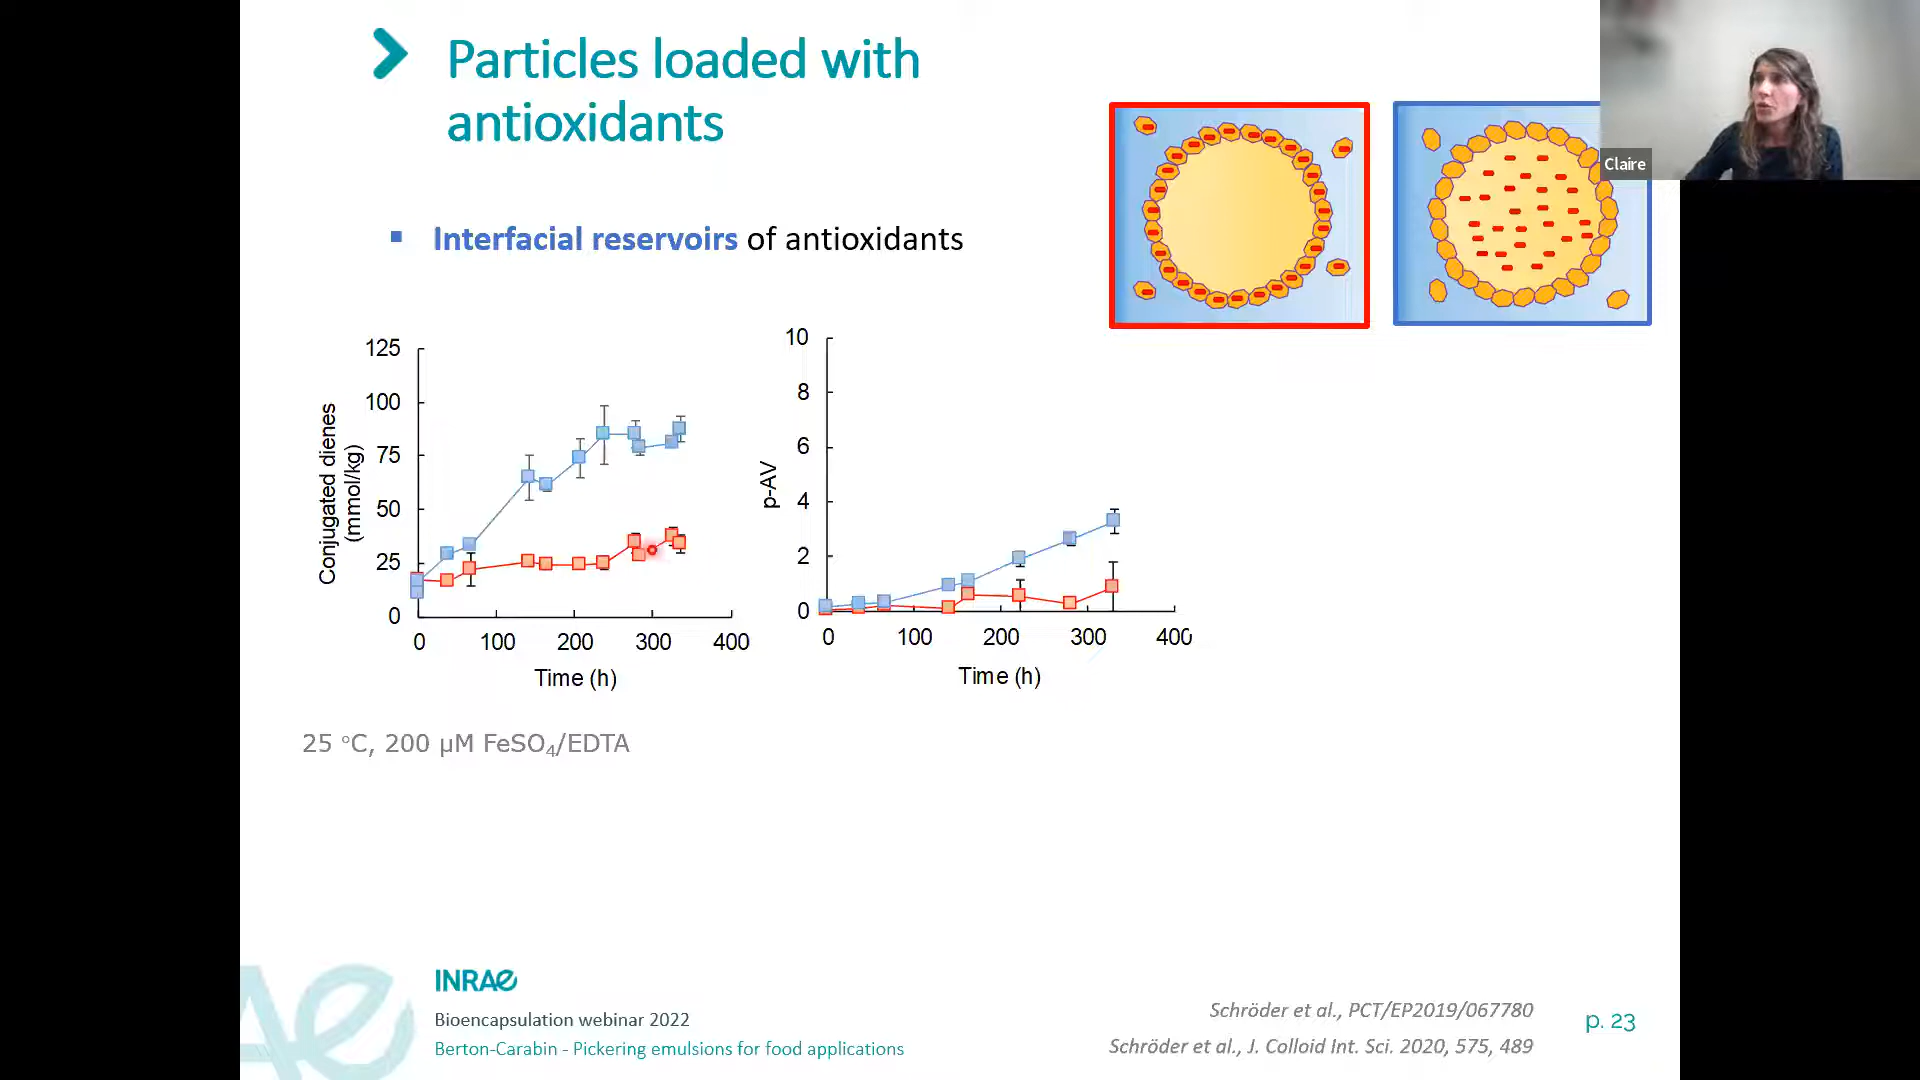 Particles loaded with
antioxidants
Claire
Interfacial reservoirs of antioxidants
Conjugated dienes
(mmol/kg)
125
100
75
50
25
0
0 100 200 300 400
Time (h)
p-AV
10
8
6
4
2
0
0 100 200 300 400
Time (h)
25 °C, 200 µM FeSO₄/EDTA
INRAE
Bioencapsulation webinar 2022
Berton-Carabin - Pickering emulsions for food applications
Schröder et al., PCT/EP2019/067780
Schröder et al., J. Colloid Int. Sci. 2020, 575, 489
p. 23